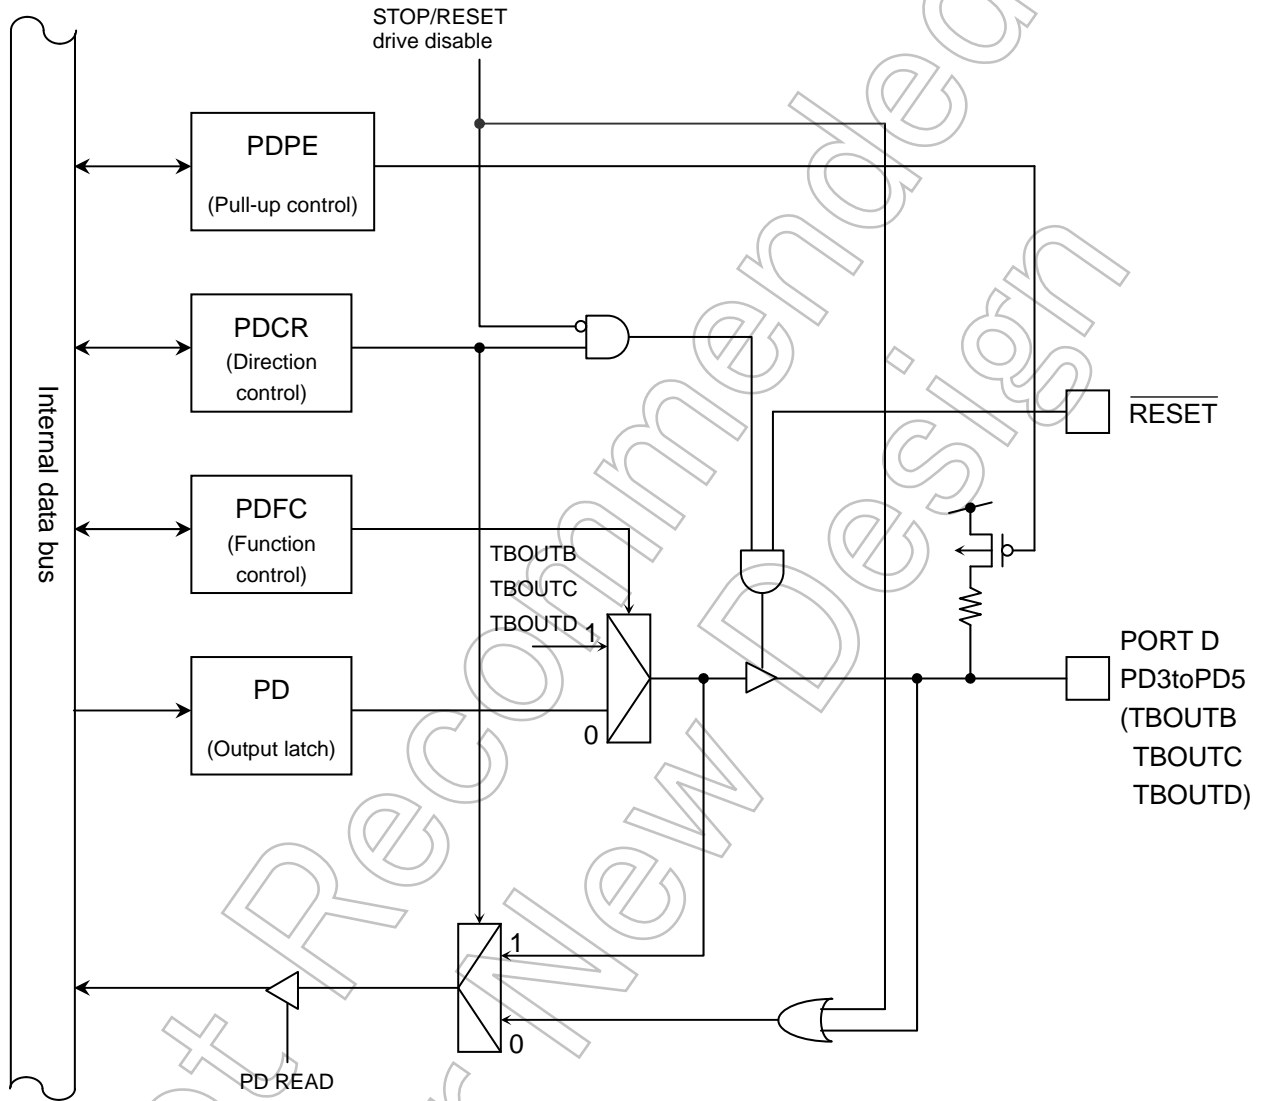 STOP/RESET
drive disable
PDPE
(Pull-up control)
PDCR
(Direction
control)
RESET
Internal data bus
PDFC
(Function
control)
TBOUTB
TBOUTC
TBOUTD
1
0
PD
(Output latch)
PORT D
PD3toPD5
(TBOUTB
TBOUTC
TBOUTD)
1
0
PD READ
Recommended
New Design